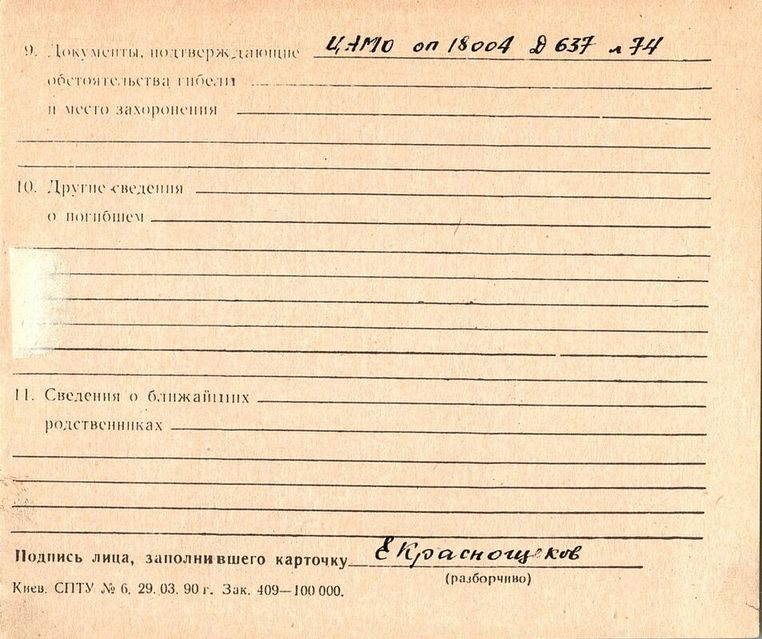 9. Документы, подтверждающие ЦАМО оп 18004 Д 637 л 74
обстоятельства гибели
и место захоронения
10. Другие сведения
о погибшем
11. Сведения о ближайших
родственниках
Подпись лица, заполнившего карточку ЕКраснощеков
(разборчиво)
Киев. СПТУ № 6. 29. 03. 90 г. Зак. 409—100 000.